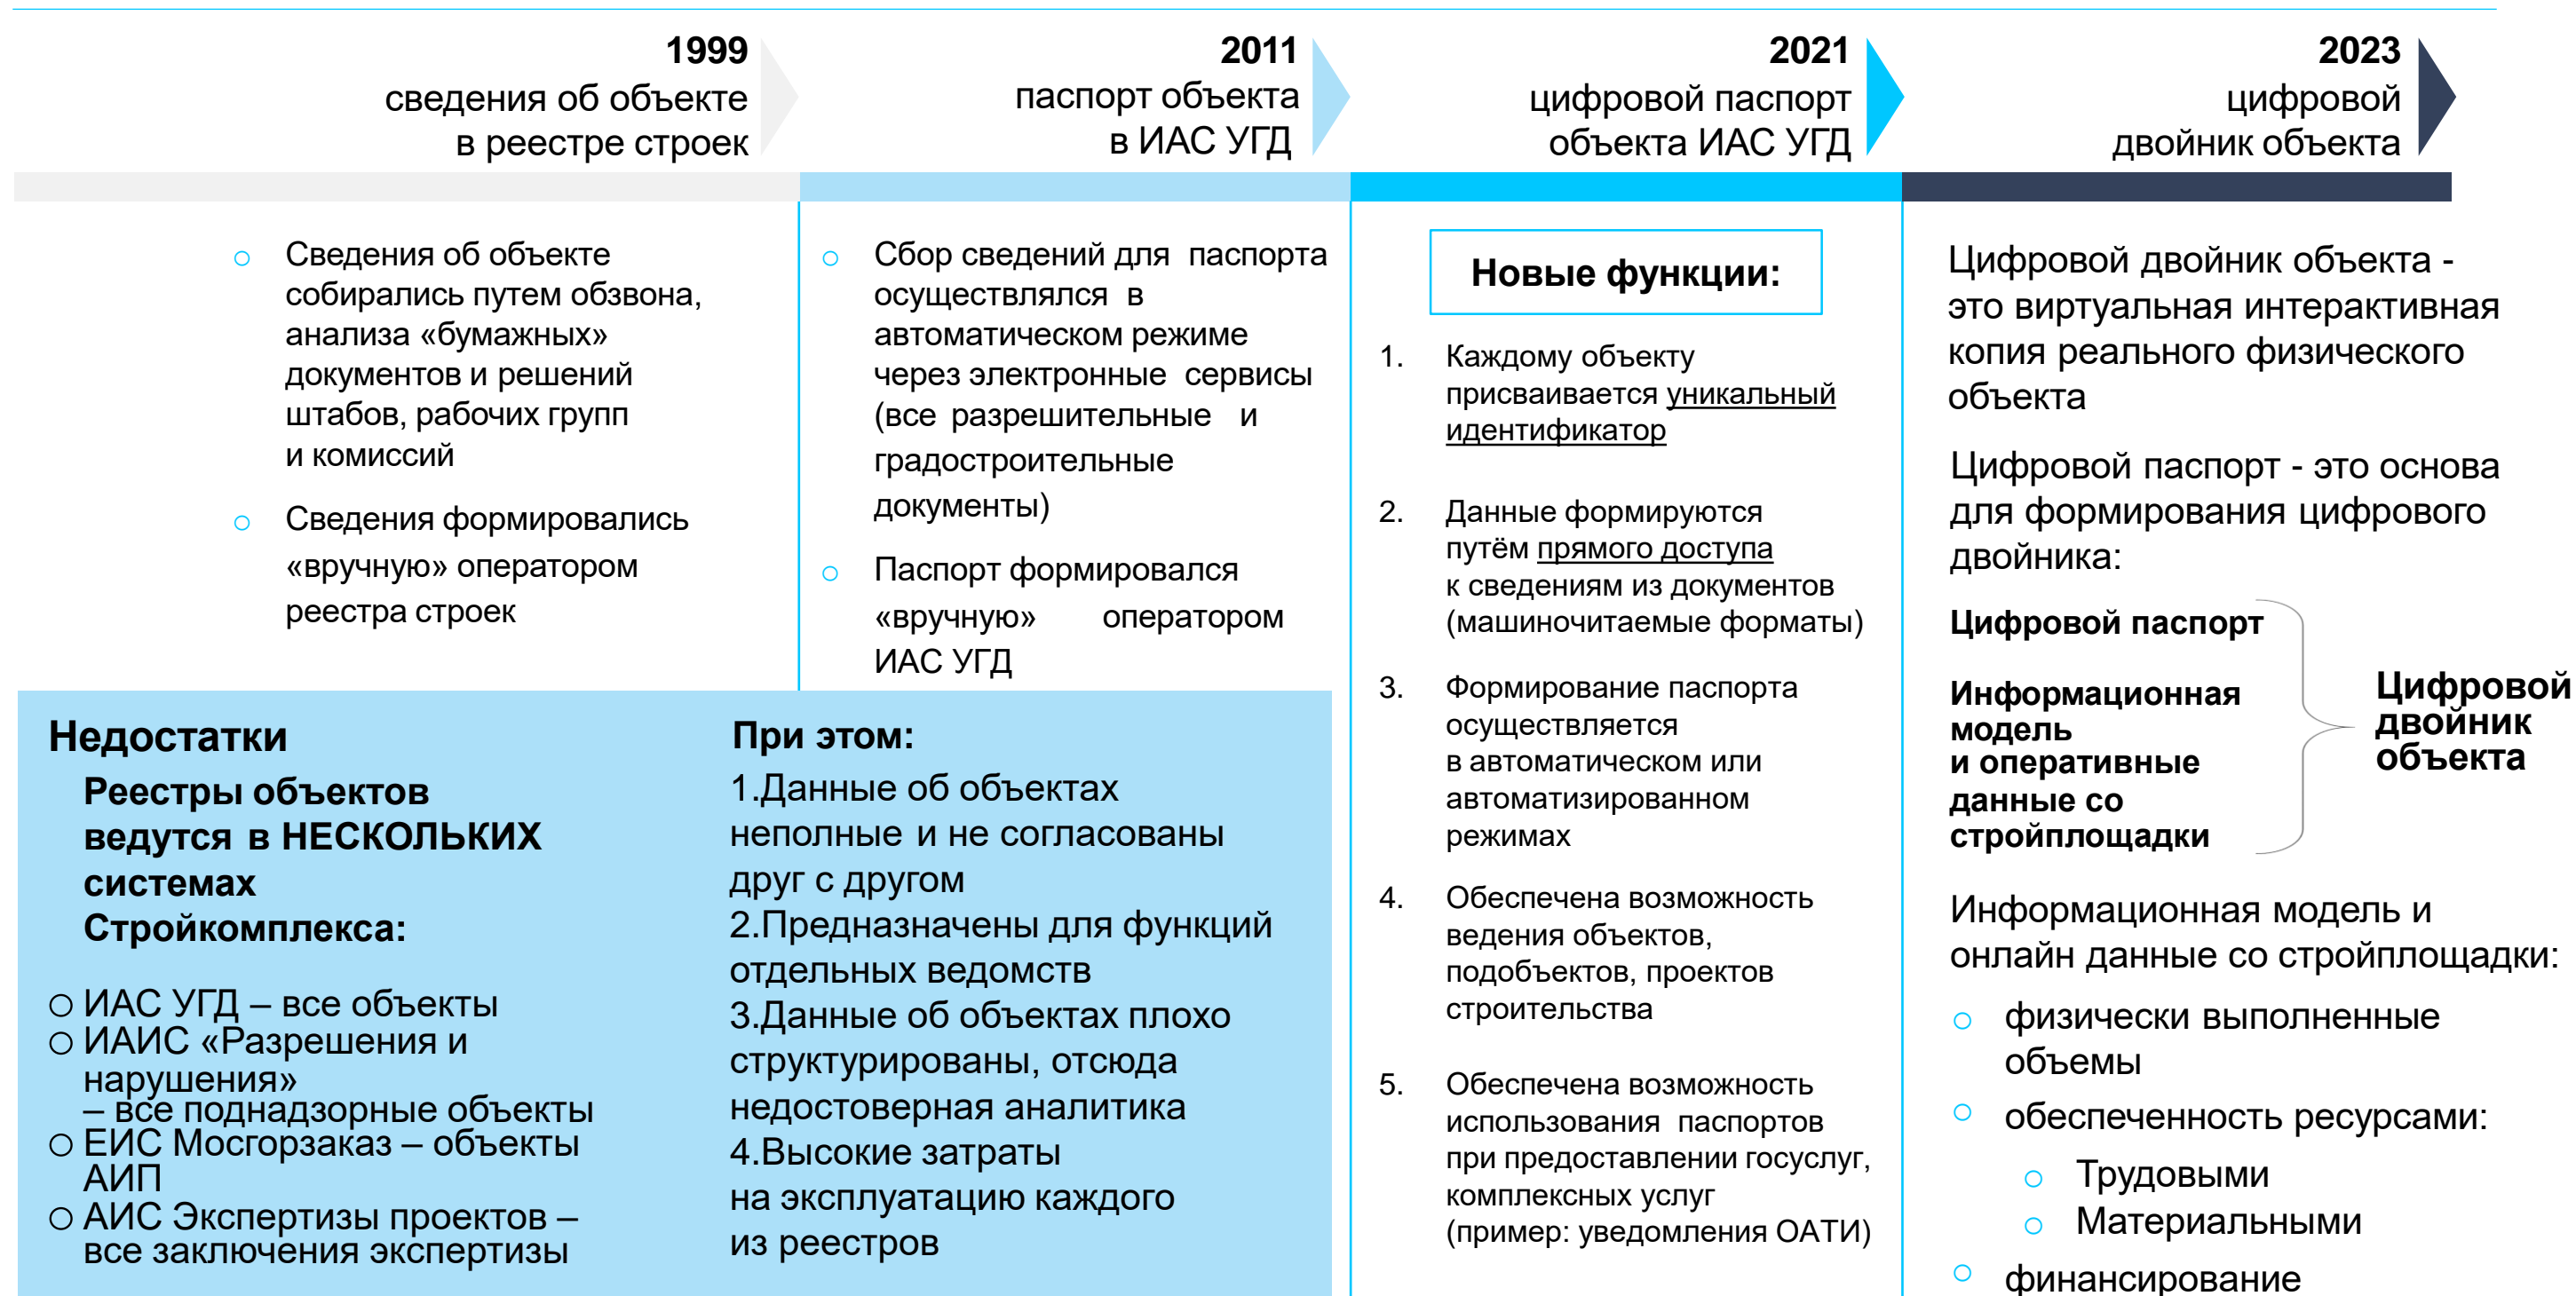 1999
сведения об объекте
в реестре строек
2011
паспорт объекта
в ИАС УГД
2021
цифровой паспорт
объекта ИАС УГД
2023
цифровой
двойник объекта
Сведения об объекте
собирались путем обзвона,
анализа «бумажных»
документов и решений
штабов, рабочих групп
и комиссий
Сведения формировались
«вручную» оператором
реестра строек
Сбор сведений для паспорта
осуществлялся в
автоматическом режиме
через электронные сервисы
(все разрешительные и
градостроительные
документы)
Паспорт формировался
«вручную» оператором
ИАС УГД
Недостатки
Реестры объектов
ведутся в НЕСКОЛЬКИХ
системах
Стройкомплекса:
ИАС УГД – все объекты
ИАИС «Разрешения и
нарушения»
– все поднадзорные объекты
ЕИС Мосгорзаказ – объекты
АИП
АИС Экспертизы проектов –
все заключения экспертизы
При этом:
1.Данные об объектах
неполные и не согласованы
друг с другом
2.Предназначены для функций
отдельных ведомств
3.Данные об объектах плохо
структурированы, отсюда
недостоверная аналитика
4.Высокие затраты
на эксплуатацию каждого
из реестров
Новые функции:
1. Каждому объекту
присваивается уникальный
идентификатор
2. Данные формируются
путём прямого доступа
к сведениям из документов
(машиночитаемые форматы)
3. Формирование паспорта
осуществляется
в автоматическом или
автоматизированном
режимах
4. Обеспечена возможность
ведения объектов,
подобъектов, проектов
строительства
5. Обеспечена возможность
использования паспортов
при предоставлении госуслуг,
комплексных услуг
(пример: уведомления ОАТИ)
Цифровой двойник объекта -
это виртуальная интерактивная
копия реального физического
объекта
Цифровой паспорт - это основа
для формирования цифрового
двойника:
Цифровой паспорт
Информационная
модель
и оперативные
данные со
стройплощадки
Цифровой
двойник
объекта
Информационная модель и
онлайн данные со стройплощадки:
физически выполненные
объемы
обеспеченность ресурсами:
Трудовыми
Материальными
финансирование